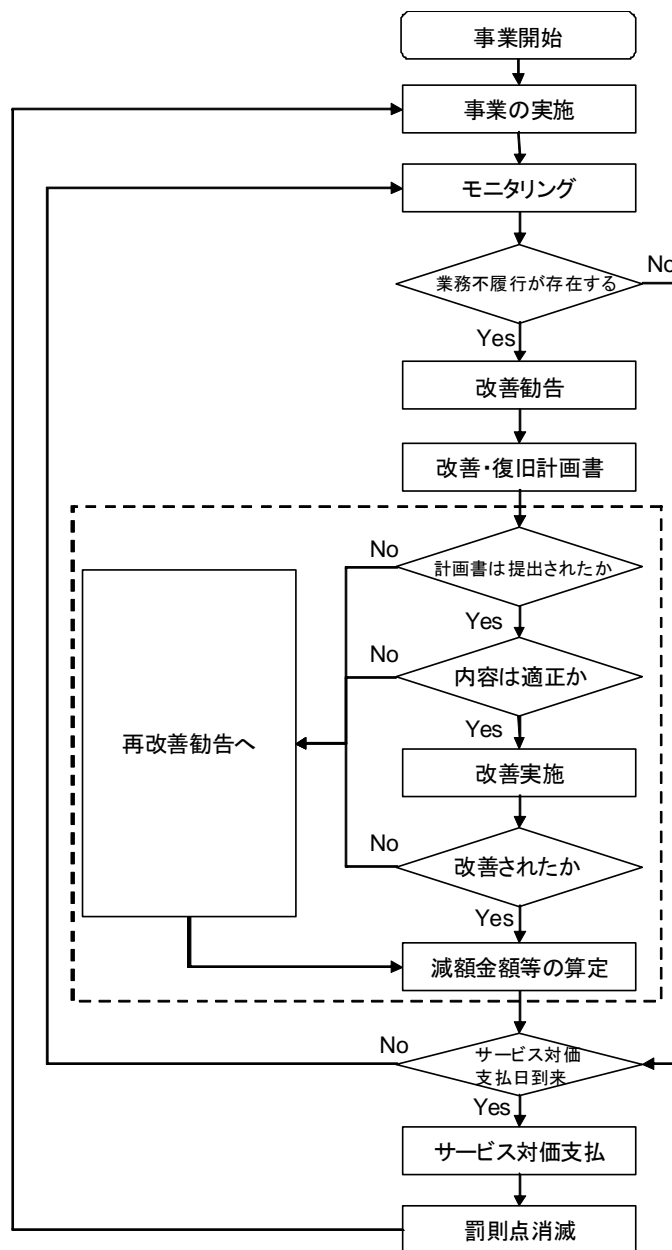 事業開始
事業の実施
モニタリング
業務不履行が存在する
No
Yes
改善勧告
改善・復旧計画書
No
計画書は提出されたか
Yes
No
内容は適正か
Yes
再改善勧告へ
改善実施
No
改善されたか
Yes
減額金額等の算定
No
サービス対価
支払日到来
Yes
サービス対価支払
罰則点消滅